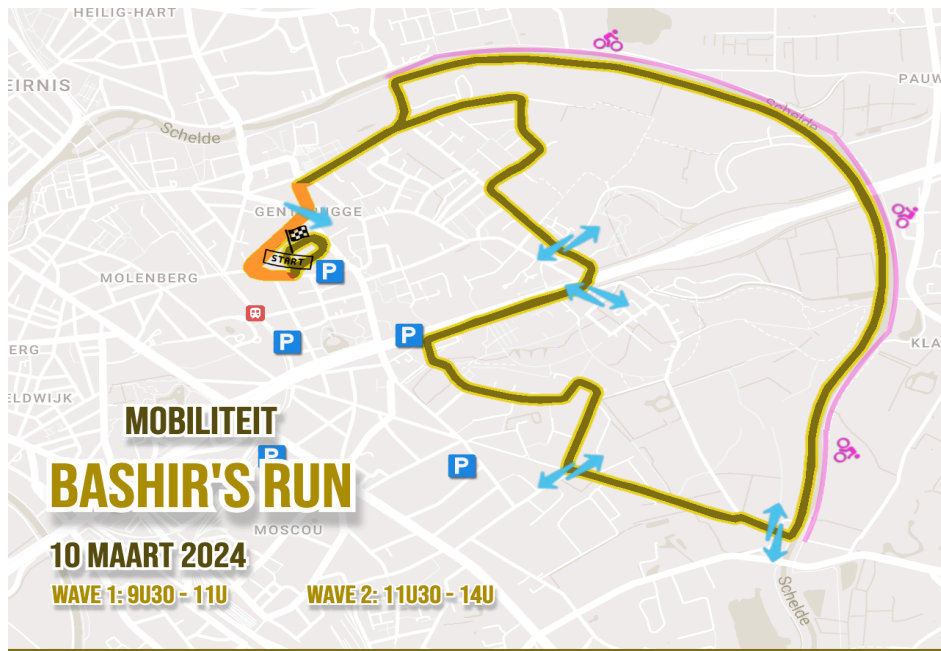 HEILIG-HART
EIRNIS
PAUW
Schelde
Schelde
GENTBRUGGE
START
P
MOLENBERG
P
P
KLA
ERG
ELDWIJK
MOBILITEIT
P
P
BASHIR'S RUN
MOSCOU
10 MAART 2024
WAVE 1: 9U30 - 11U
WAVE 2: 11U30 - 14U
Schelde